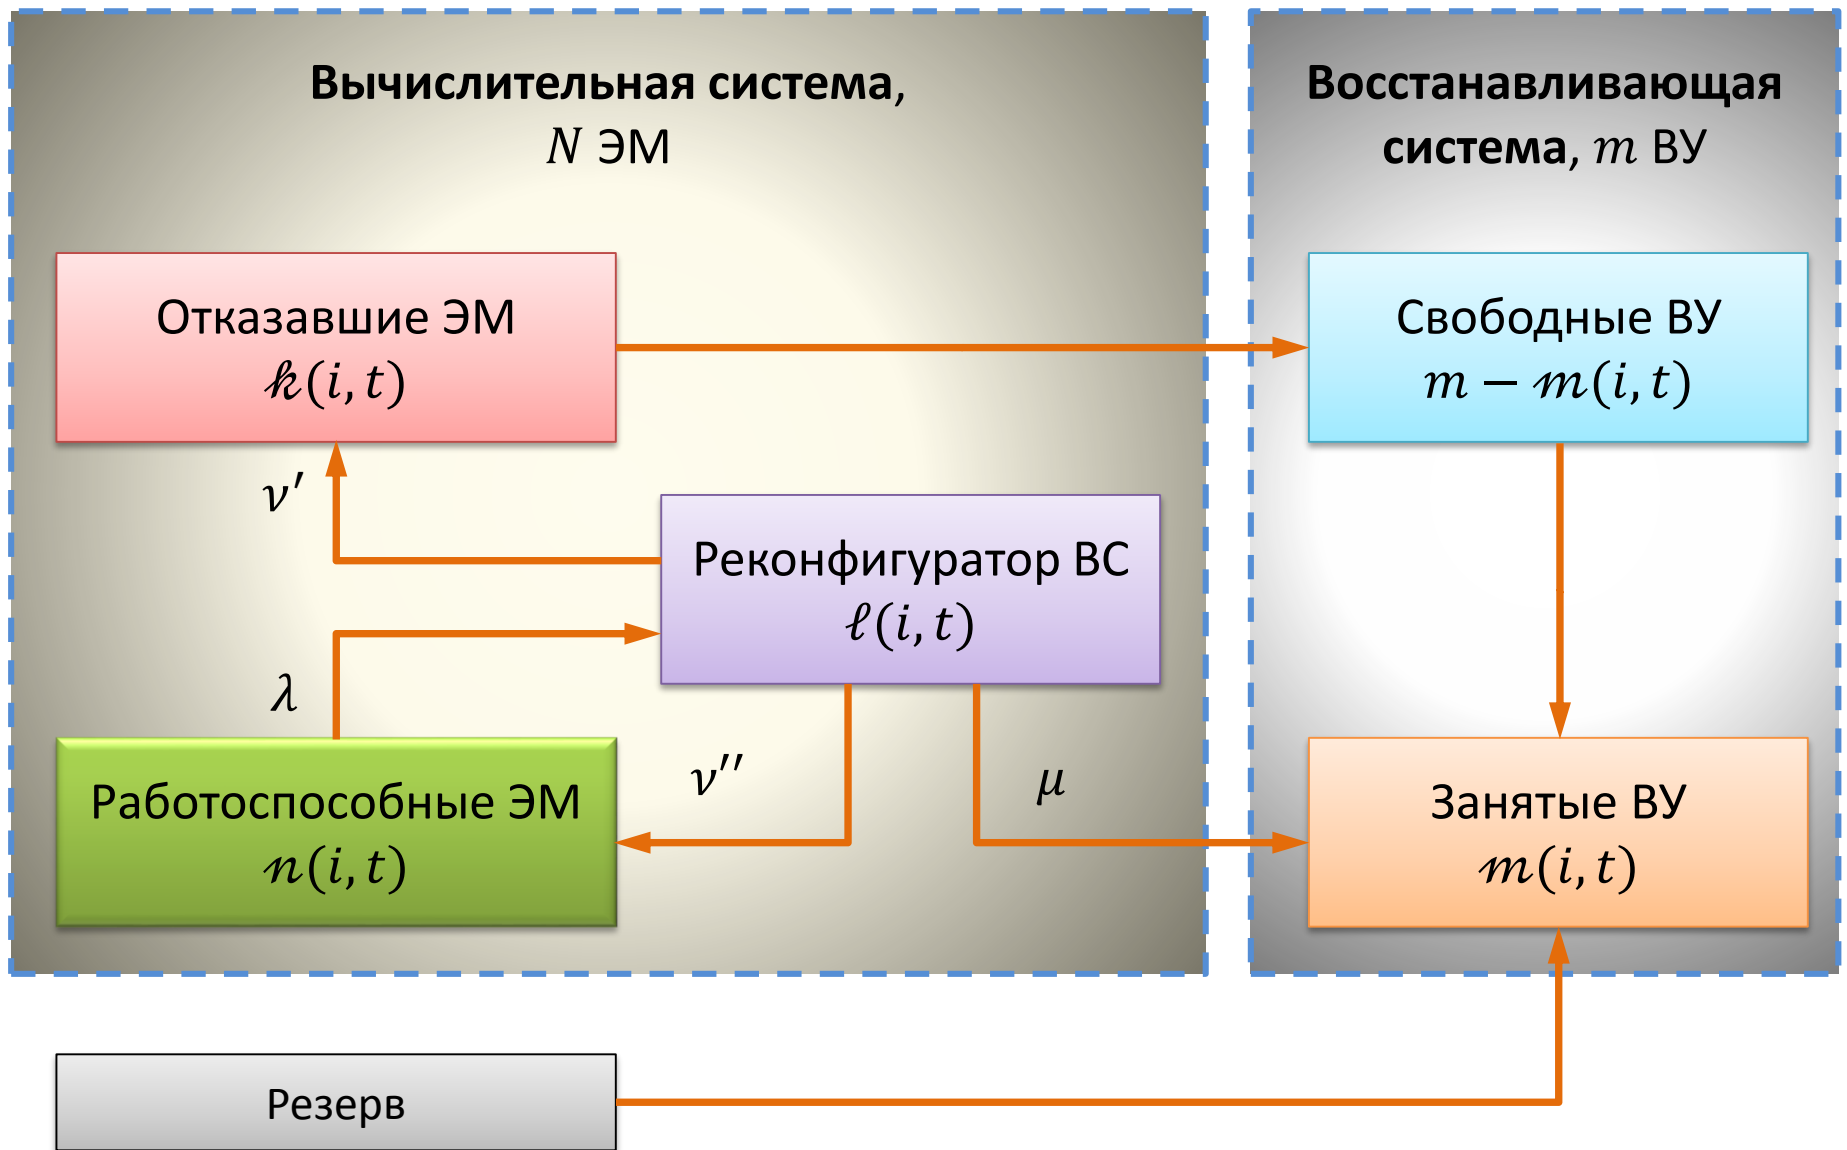 Вычислительная система,
N ЭМ
Восстанавливающая
система, m ВУ
Отказавшие ЭМ
𝓀(i, t)
Свободные ВУ
m − 𝓂(i, t)
ν′
Реконфигуратор ВС
ℓ(i, t)
λ
ν′′
μ
Работоспособные ЭМ
𝓃(i, t)
Занятые ВУ
𝓂(i, t)
Резерв